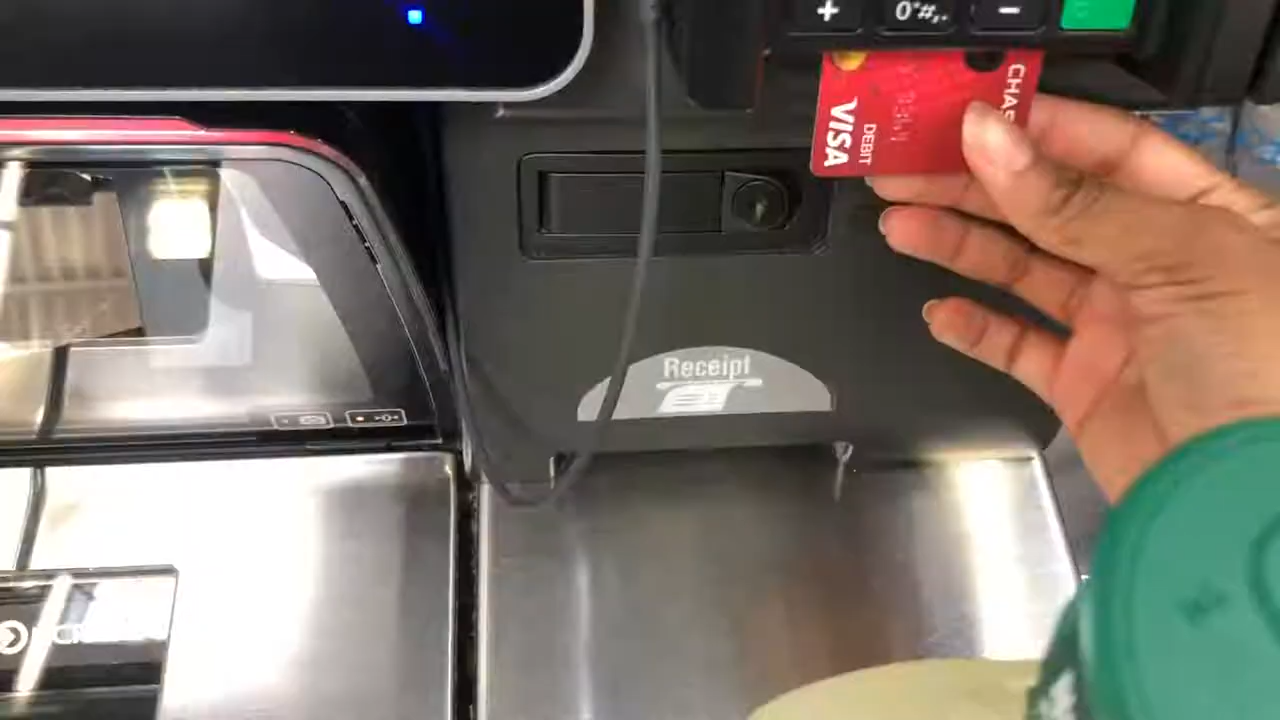 + 0*#,. -
CHAS
VISA
DEBIT
Receipt